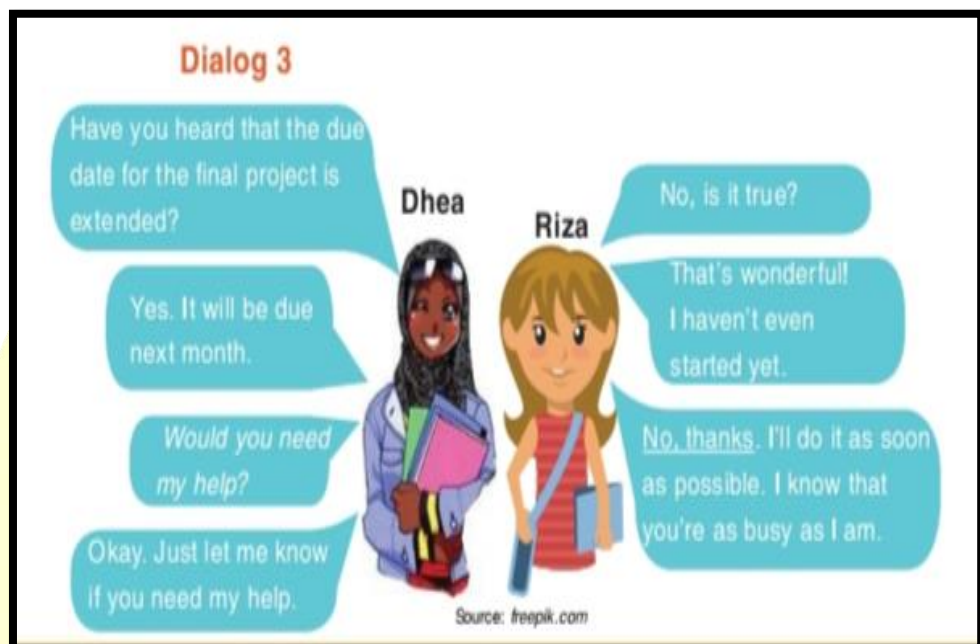 Dialog 3
Have you heard that the due
date for the final project is
extended?
Dhea
Riza
No, is it true?
Yes. It will be due
next month.
That's wonderful!
I haven't even
started yet.
Would you need
my help?
No, thanks. I'll do it as soon
as possible. I know that
you're as busy as I am.
Okay. Just let me know
if you need my help.
Source: freepik.com